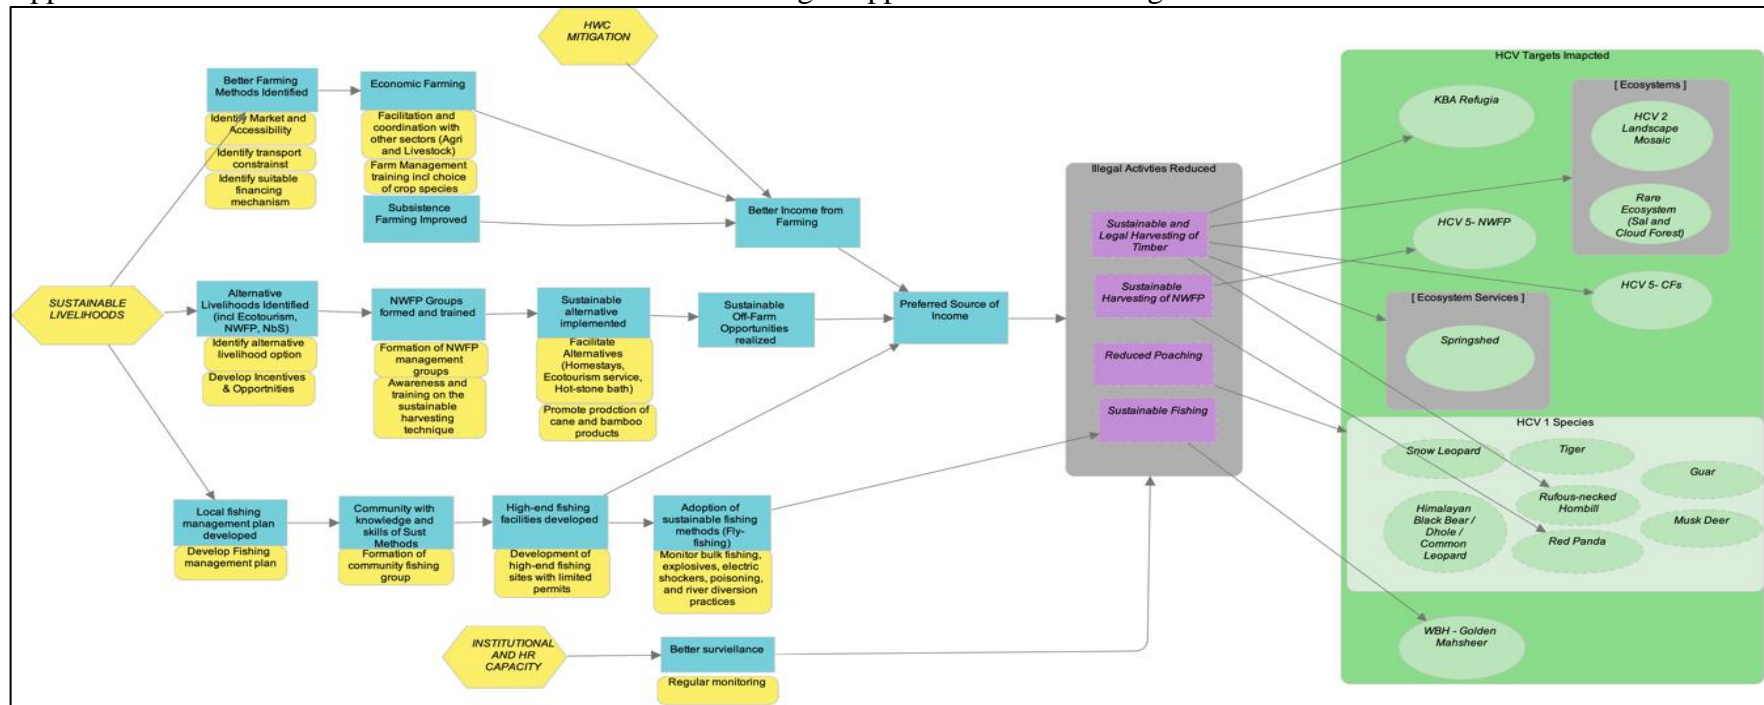 HWC
MITIGATION
Better Farming
Methods Identified
Identify Market and
Accessibility
Identify transport
constrainst
Identify suitable
financing
mechanism
Economic Farming
Facilitation and
coordination with
other sectors (Agri
and Livestock)
Farm Management
training incl choice
of crop species
Subsistence
Farming Improved
Better Income from
Farming
SUSTAINABLE
LIVELIHOODS
Alternative
Livelihoods Identified
(incl Ecotourism,
NWFP, NbS)
Identify alternative
livelihood option
Develop Incentives
& Opportnities
NWFP Groups
formed and trained
Formation of NWFP
management
groups
Awareness and
training on the
sustainable
harvesting
technique
Sustainable
alternative
implemented
Facilitate
Alternatives
(Homestays,
Ecotourism service,
Hot-stone bath)
Promote prodction of
cane and bamboo
products
Sustainable
Off-Farm
Opportunities
realized
Preferred Source of
Income
Local fishing
management plan
developed
Develop Fishing
management plan
Community with
knowledge and
skills of Sust
Methods
Formation of
community fishing
group
High-end fishing
facilities developed
Development of
high-end fishing
sites with limited
permits
Adoption of
sustainable fishing
methods (Fly-
fishing)
Monitor bulk fishing,
explosives, electric
shockers, poisoning,
and river diversion
practices
INSTITUTIONAL
AND HR
CAPACITY
Better surviellance
Regular monitoring
Illegal Activties Reduced
Sustainable and
Legal Harvesting of
Timber
Sustainable
Harvesting of NWFP
Reduced Poaching
Sustainable Fishing
HCV Targets Imapcted
KBA Refugia
[ Ecosystems ]
HCV 2
Landscape
Mosaic
Rare
Ecosystem
(Sal and
Cloud Forest)
HCV 5- NWFP
HCV 5- CFs
[ Ecosystem Services ]
Springshed
HCV 1 Species
Snow Leopard
Tiger
Guar
Himalayan
Black Bear /
Dhole /
Common
Leopard
Rufous-necked
Hornbill
Musk Deer
Red Panda
WBH - Golden
Mahsheer